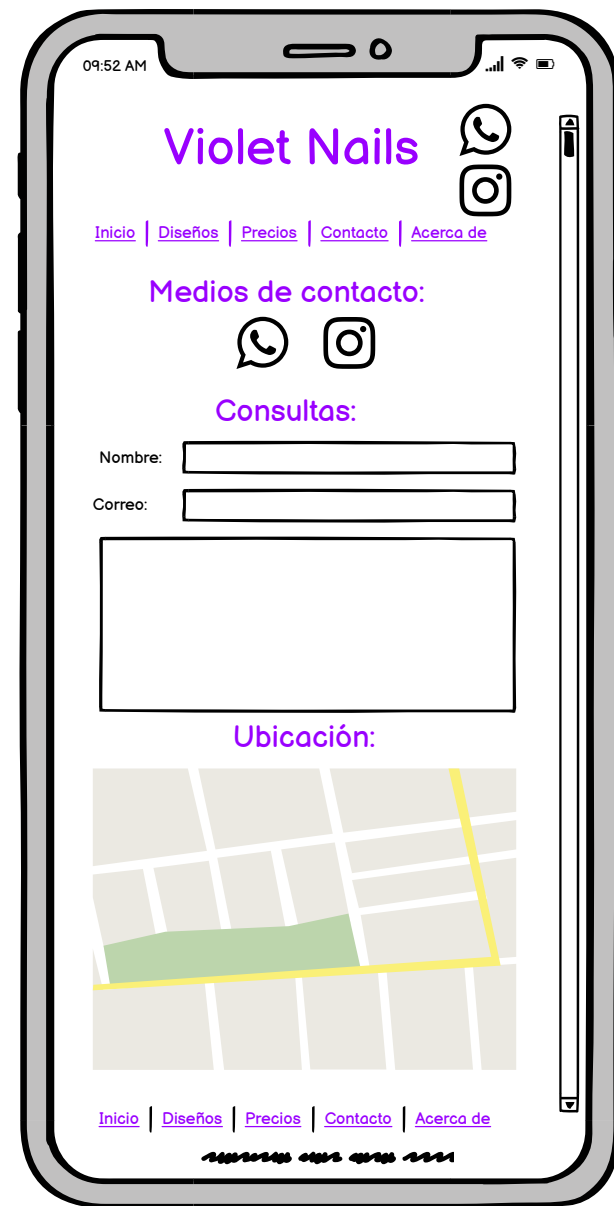 09:52 AM
Violet Nails
Inicio | Diseños | Precios | Contacto | Acerca de
Medios de contacto:
Consultas:
Nombre:
Correo:
Ubicación:
Inicio | Diseños | Precios | Contacto | Acerca de